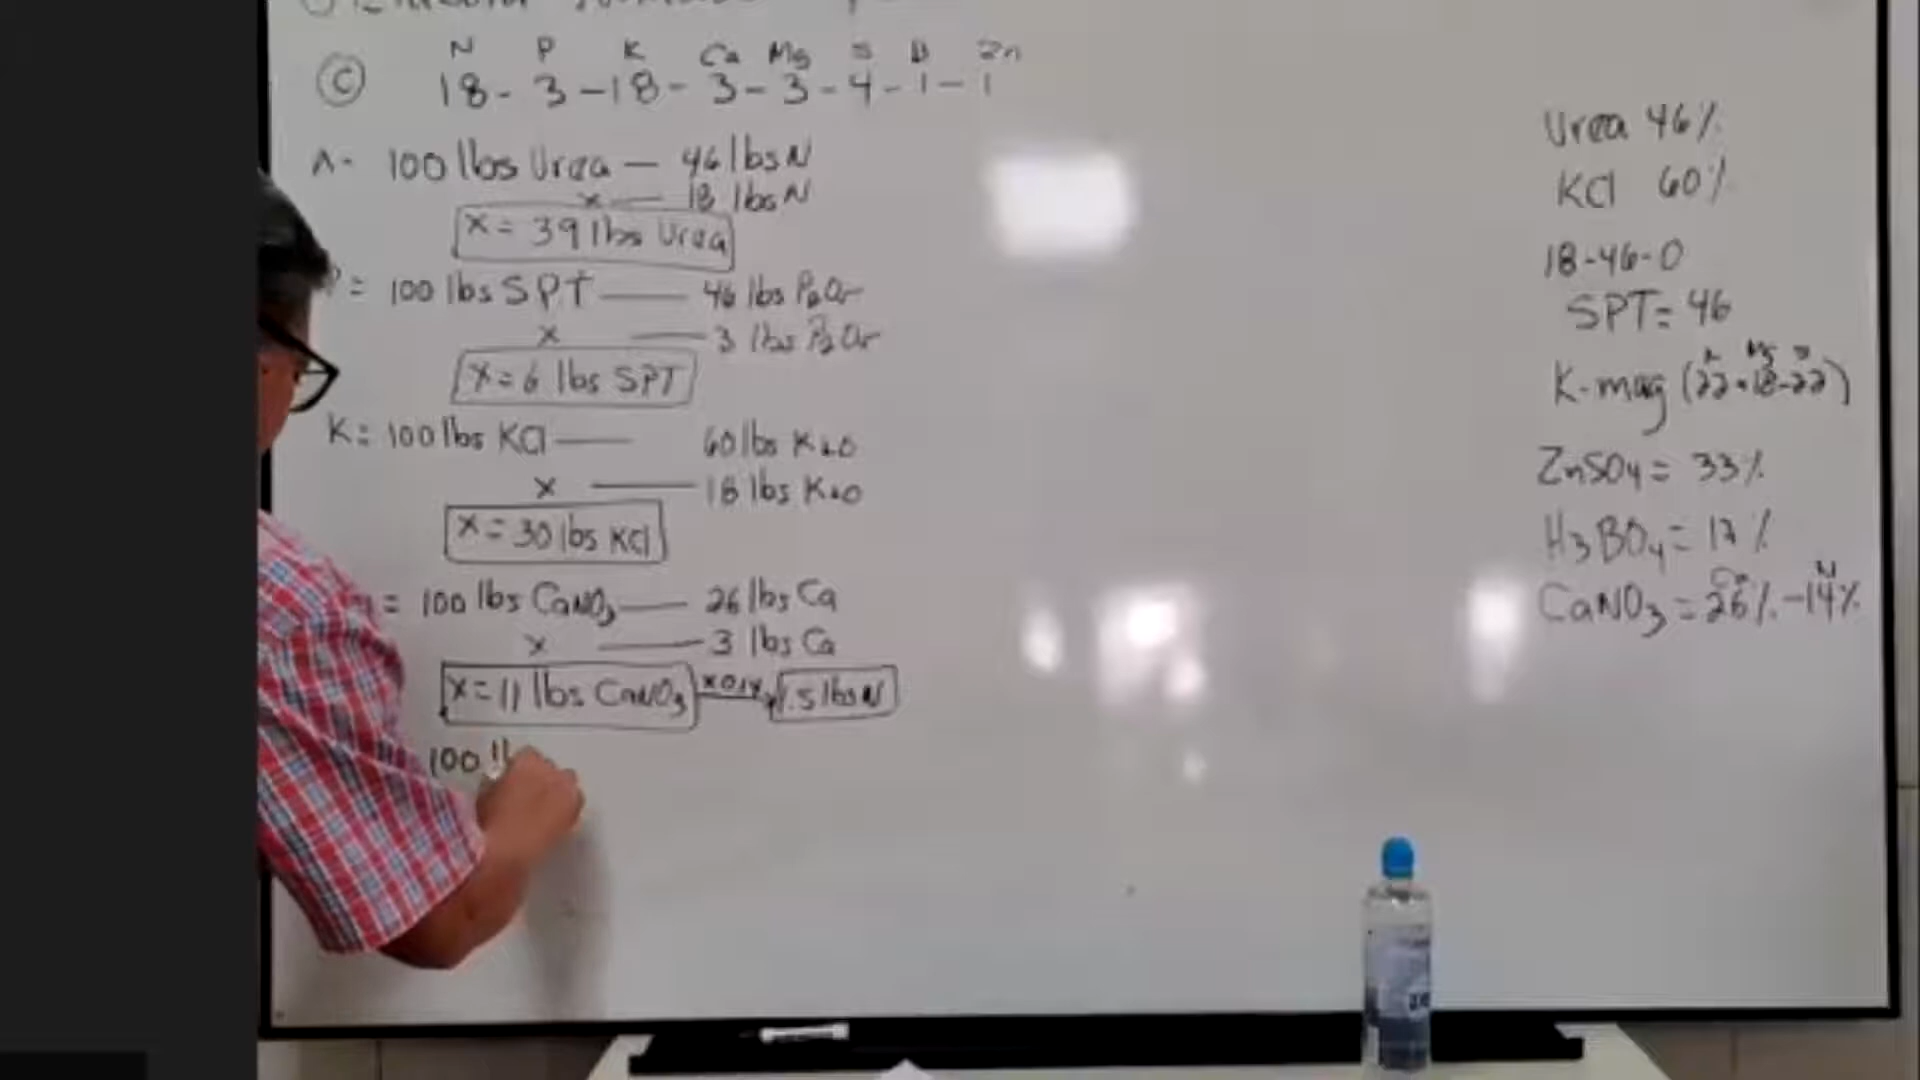 N P K Ca Mg S B Zn
C 18 - 3 - 18 - 3 - 3 - 4 - 1 - 1
100 lbs Urea — 46 lbs N
x — 18 lbs N
x = 39 lbs Urea
= 100 lbs SPT — 46 lbs P2O5
x — 3 lbs P2O5
x = 6 lbs SPT
K = 100 lbs KCl — 60 lbs K2O
x — 18 lbs K2O
x = 30 lbs KCl
= 100 lbs CaNO3 — 26 lbs Ca
x — 3 lbs Ca
x = 11 lbs CaNO3 x 0.14 1.5 lbs N
100 lb
Urea 46%
KCl 60%
18-46-0
SPT = 46
K Mg S
K-mag (22-18-22)
ZnSO4 = 33%
H3BO4 = 17%
Ca N
CaNO3 = 26% - 14%